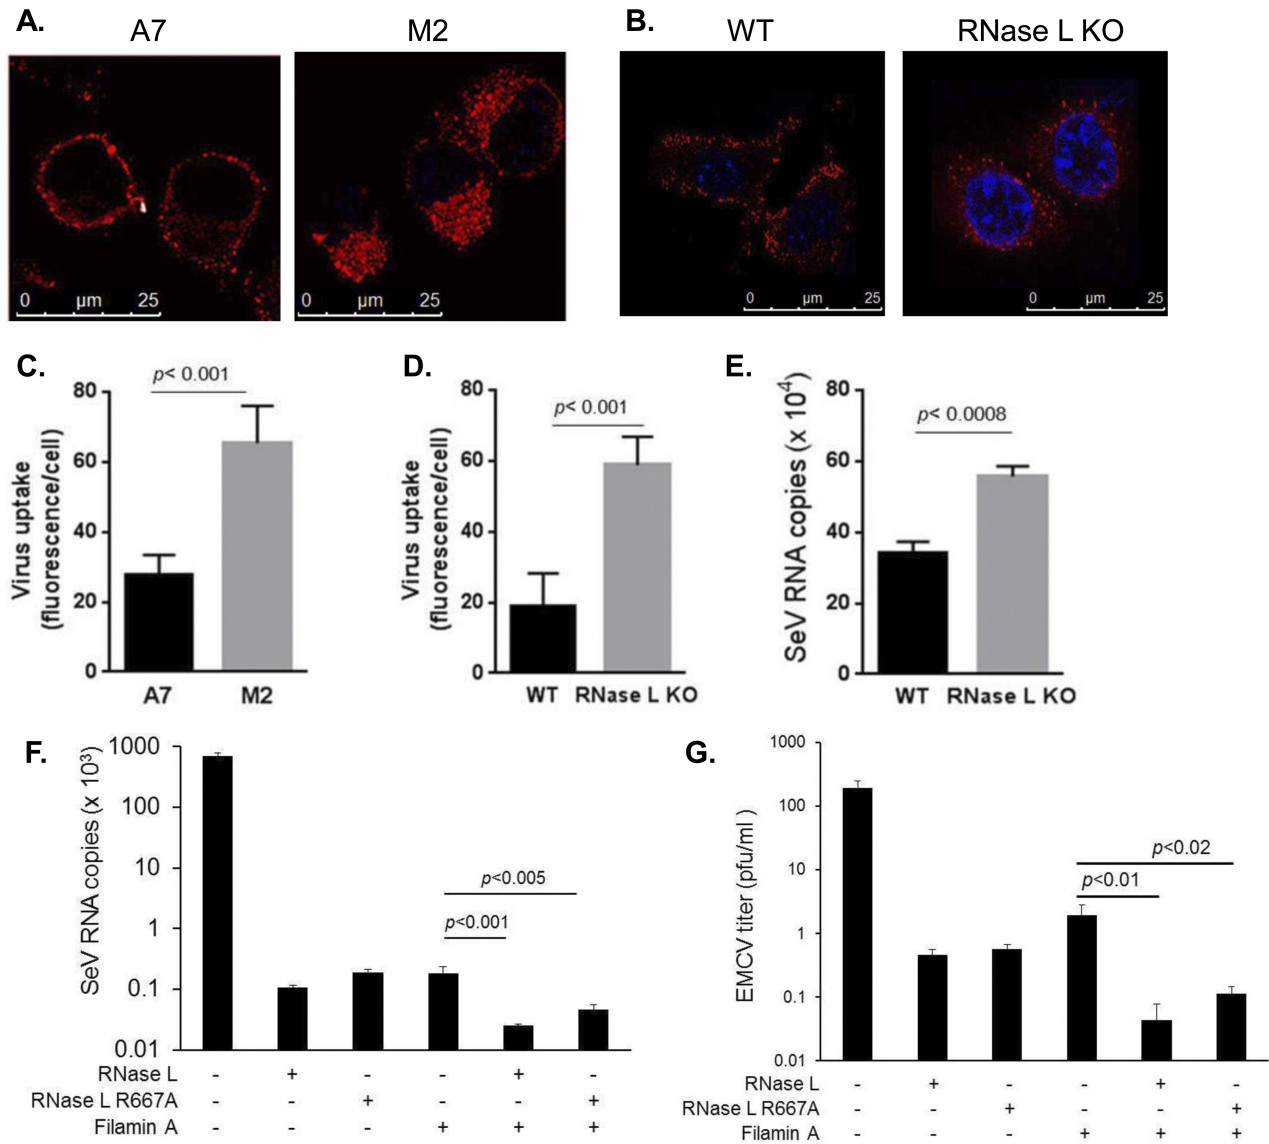 A. A7 M2
B. WT RNase L KO
0 µm 25
0 µm 25
0 µm 25
0 µm 25
C.
p< 0.001
Virus uptake
(fluorescence/cell)
80
60
40
20
0
A7 M2
D.
p< 0.001
Virus uptake
(fluorescence/cell)
80
60
40
20
0
WT RNase L KO
E.
p< 0.0008
SeV RNA copies (x 10⁴)
80
60
40
20
0
WT RNase L KO
F.
SeV RNA copies (x 10³)
1000
100
10
1
0.1
0.01
p<0.005
p<0.001
RNase L - + - - + -
RNase L R667A - - + - - +
Filamin A - - - + + +
G.
EMCV titer (pfu/ml )
1000
100
10
1
0.1
0.01
p<0.02
p<0.01
RNase L - + - - + -
RNase L R667A - - + - - +
Filamin A - - - + + +